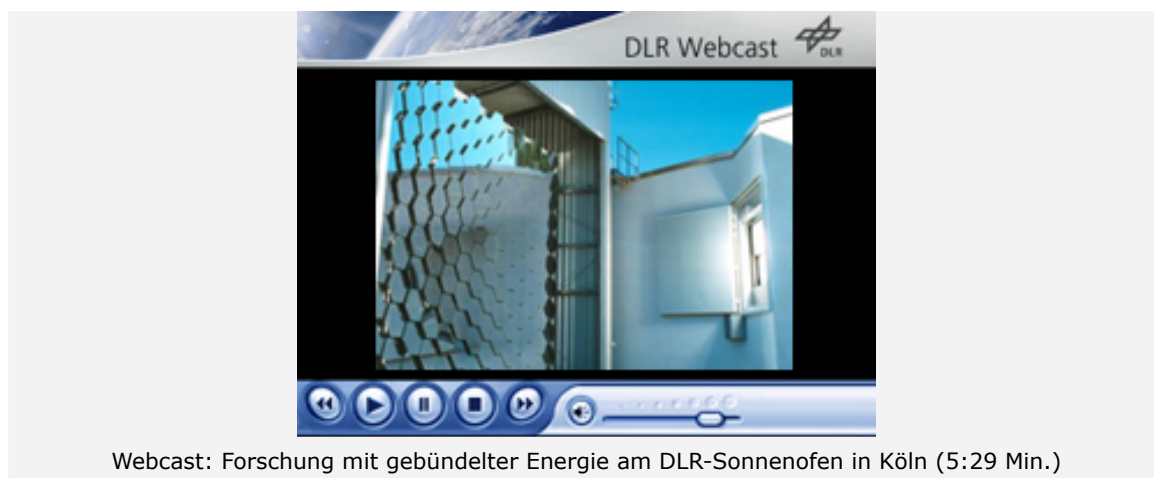 DLR Webcast
DLR
Webcast: Forschung mit gebündelter Energie am DLR-Sonnenofen in Köln (5:29 Min.)